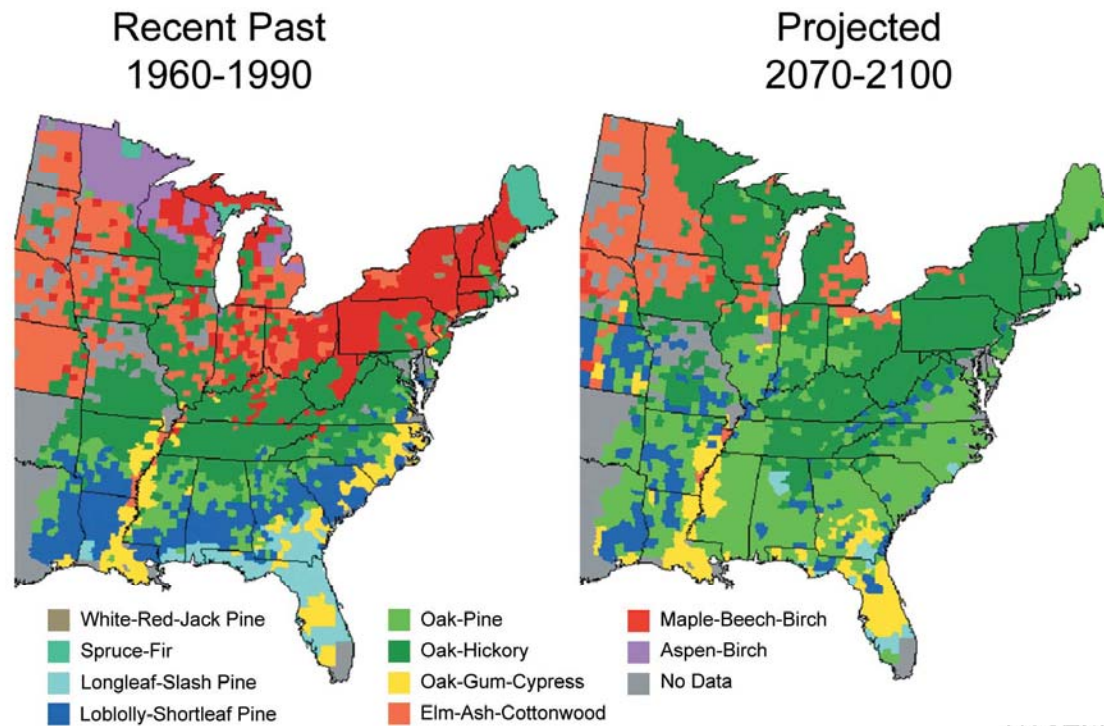 Recent Past
1960-1990
Projected
2070-2100
White-Red-Jack Pine
Spruce-Fir
Longleaf-Slash Pine
Loblolly-Shortleaf Pine
Oak-Pine
Oak-Hickory
Oak-Gum-Cypress
Elm-Ash-Cottonwood
Maple-Beech-Birch
Aspen-Birch
No Data